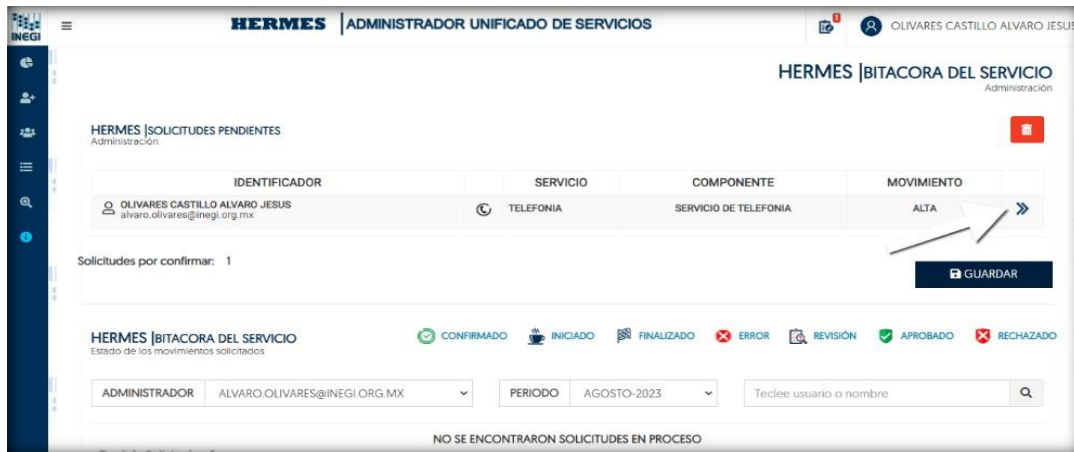 INEGI
HERMES |ADMINISTRADOR UNIFICADO DE SERVICIOS
1
OLIVARES CASTILLO ALVARO JESUS
HERMES |BITACORA DEL SERVICIO
Administración
HERMES |SOLICITUDES PENDIENTES
Administración
IDENTIFICADOR SERVICIO COMPONENTE MOVIMIENTO
OLIVARES CASTILLO ALVARO JESUS
alvaro.olivares@inegi.org.mx
TELEFONIA SERVICIO DE TELEFONIA ALTA
Solicitudes por confirmar: 1
GUARDAR
HERMES |BITACORA DEL SERVICIO
Estado de los movimientos solicitados
CONFIRMADO INICIADO FINALIZADO ERROR REVISIÓN APROBADO RECHAZADO
ADMINISTRADOR ALVARO.OLIVARES@INEGI.ORG.MX PERIODO AGOSTO-2023 Teclee usuario o nombre
NO SE ENCONTRARON SOLICITUDES EN PROCESO